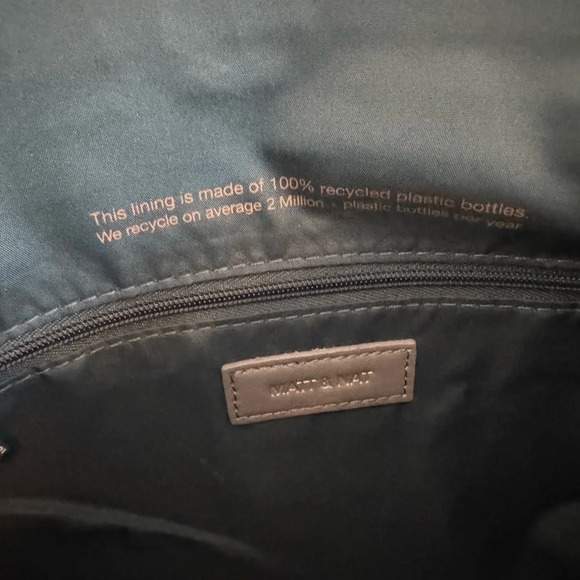 This lining is made of 100% recycled plastic bottles.
We recycle on average 2 Million + plastic bottles per year
MATT & NAT